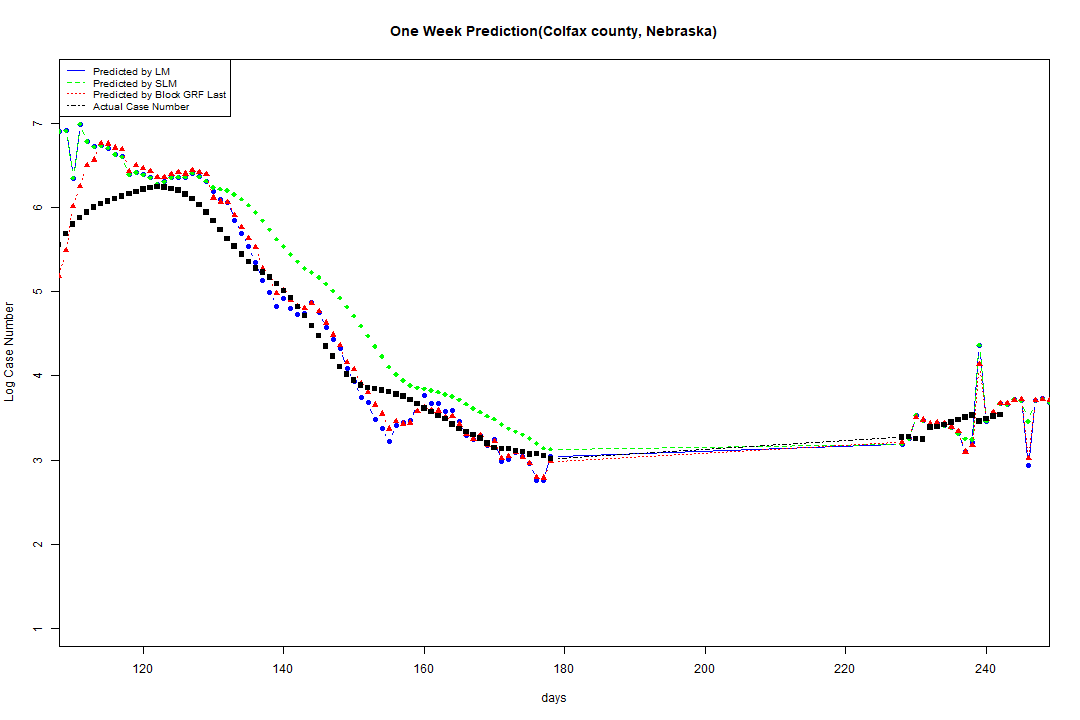 One Week Prediction(Colfax county, Nebraska)
Predicted by LM
Predicted by SLM
Predicted by Block GRF Last
Actual Case Number
Log Case Number
7
6
5
4
3
2
1
120 140 160 180 200 220 240
days